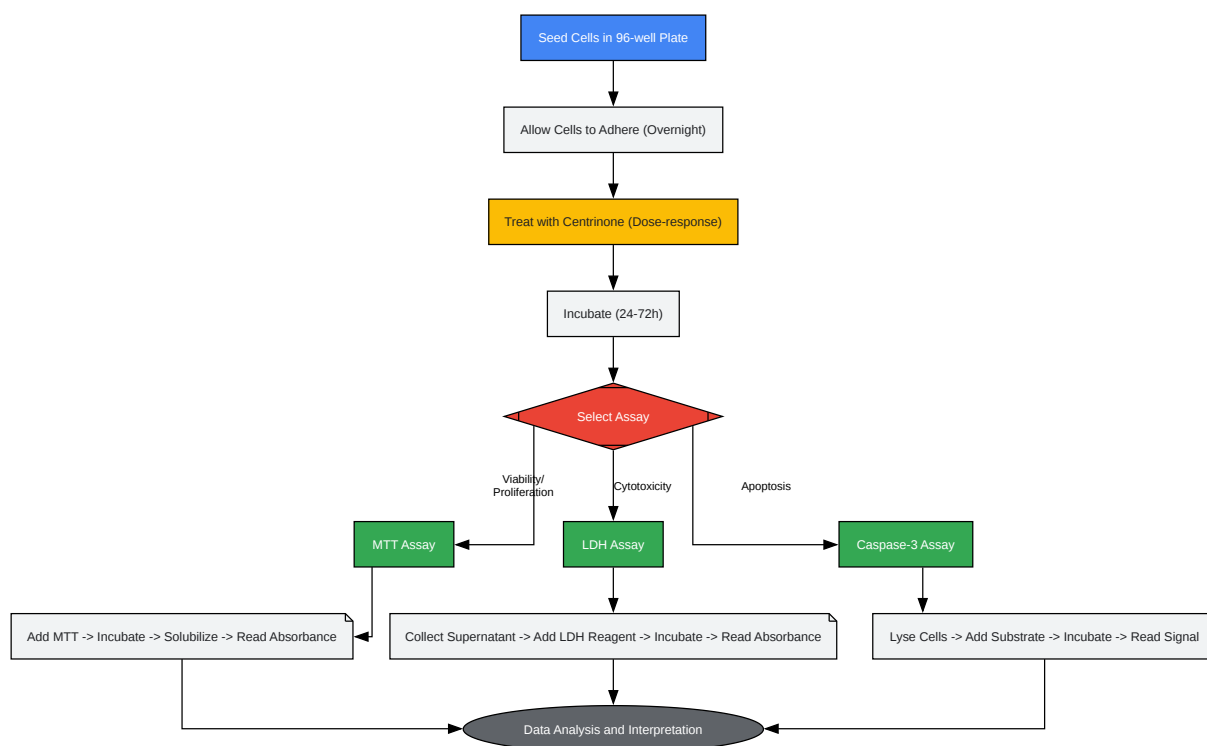 Seed Cells in 96-well Plate
Allow Cells to Adhere (Overnight)
Treat with Centrinone (Dose-response)
Incubate (24-72h)
Select Assay
Viability/
Proliferation
Cytotoxicity
Apoptosis
MTT Assay
LDH Assay
Caspase-3 Assay
Add MTT -> Incubate -> Solubilize -> Read Absorbance
Collect Supernatant -> Add LDH Reagent -> Incubate -> Read Absorbance
Lyse Cells -> Add Substrate -> Incubate -> Read Signal
Data Analysis and Interpretation